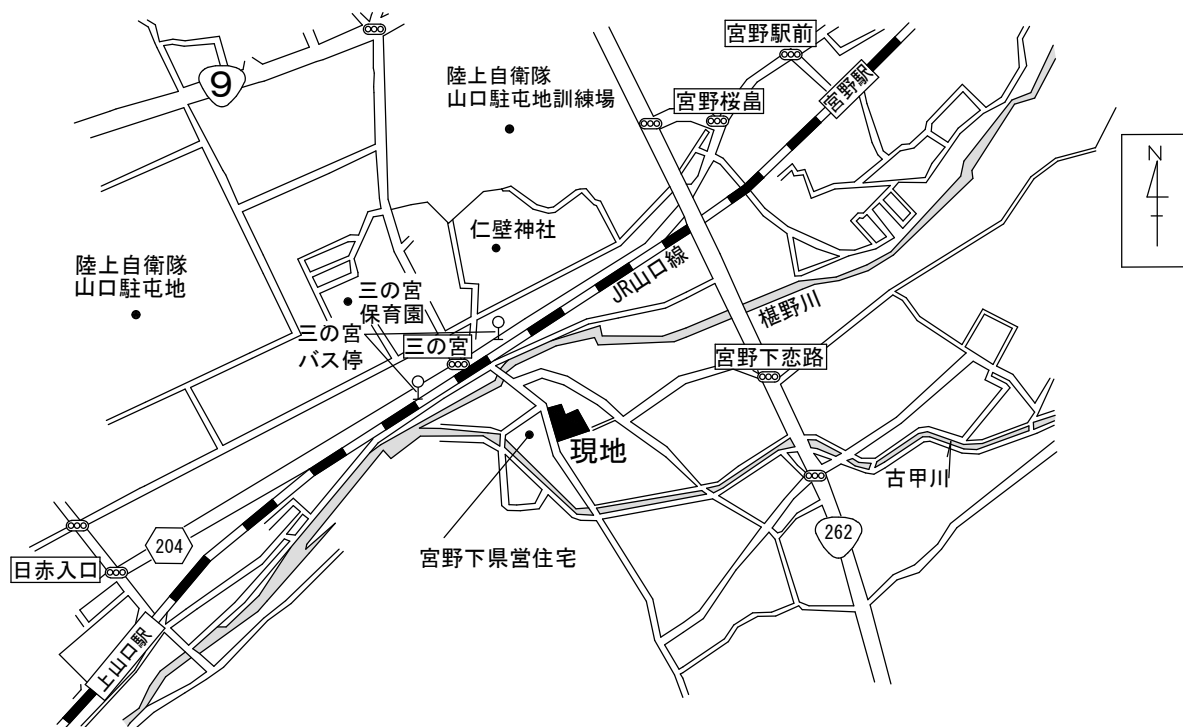 宮野駅前
9
陸上自衛隊
山口駐屯地訓練場
宮野駅
宮野桜畠
N
仁壁神社
陸上自衛隊
山口駐屯地
JR山口線
三の宮
保育園
椹野川
三の宮
バス停
三の宮
宮野下恋路
現地
古甲川
204
262
宮野下県営住宅
日赤入口
上山口駅